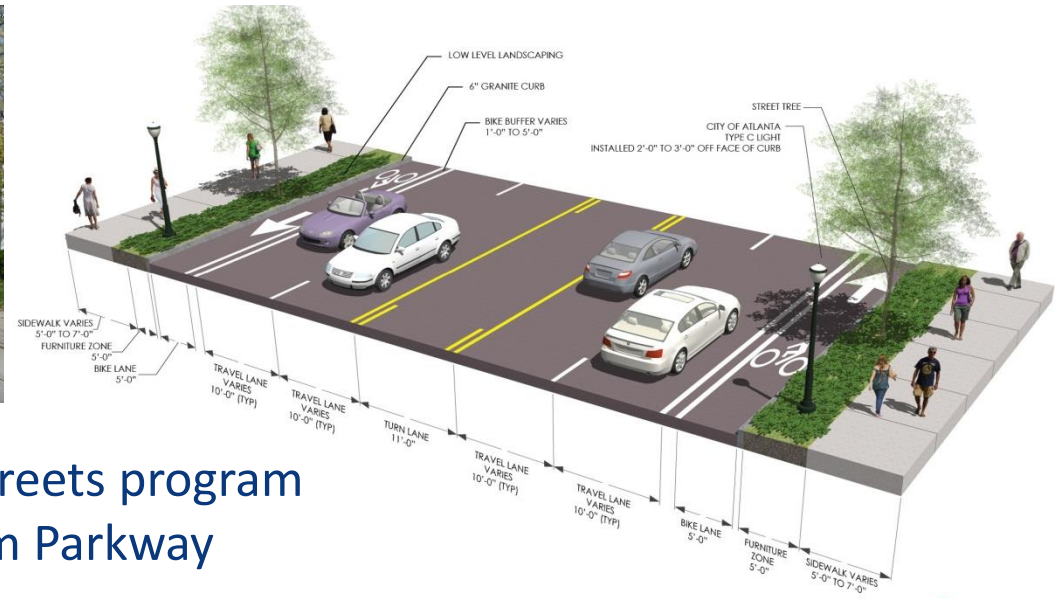 LOW LEVEL LANDSCAPING
6" GRANITE CURB
BIKE BUFFER VARIES
1'-0" TO 5'-0"
STREET TREE
CITY OF ATLANTA
TYPE C LIGHT
INSTALLED 2'-0" TO 3'-0" OFF FACE OF CURB
SIDEWALK VARIES
5'-0" TO 7'-0"
FURNITURE ZONE
5'-0"
BIKE LANE
5'-0"
TRAVEL LANE
VARIES
10'-0" (TYP)
TRAVEL LANE
VARIES
10'-0" (TYP)
TURN LANE
11'-0"
TRAVEL LANE
VARIES
10'-0" (TYP)
TRAVEL LANE
VARIES
10'-0" (TYP)
BIKE LANE
5'-0"
FURNITURE
ZONE
5'-0"
SIDEWALK VARIES
5'-0" TO 7'-0"
reets program
m Parkway